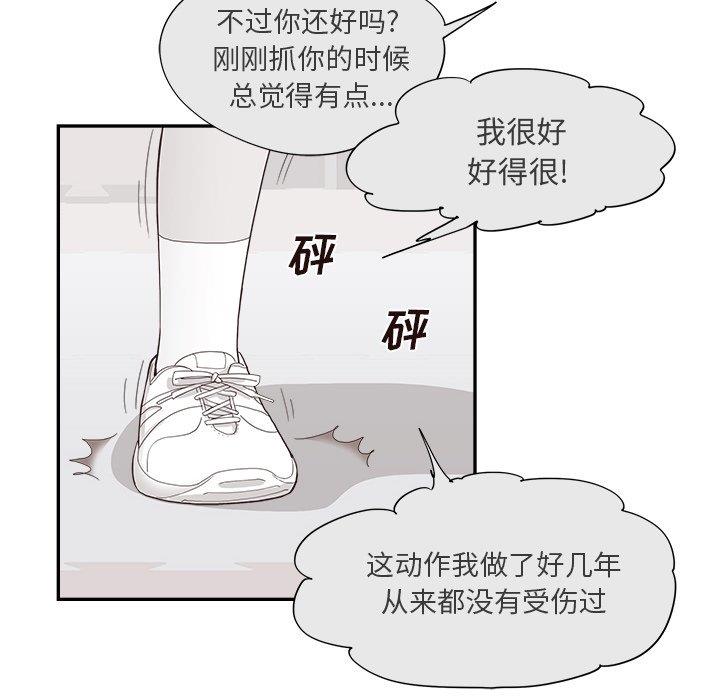 不过你还好吗?
刚刚抓你的时候
总觉得有点...
我很好
好得很!
砰
砰
这动作我做了好几年
从来都没有受伤过